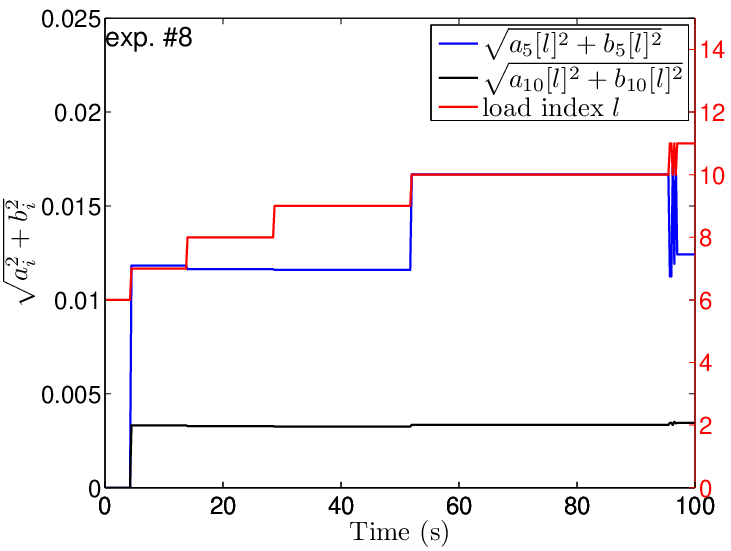 exp. #8
√a₅[l]² + b₅[l]²
√a₁₀[l]² + b₁₀[l]²
load index l
0.025
0.02
0.015
0.01
0.005
0
√a²ᵢ + b²ᵢ
14
12
10
8
6
4
2
0
0 20 40 60 80 100
Time (s)